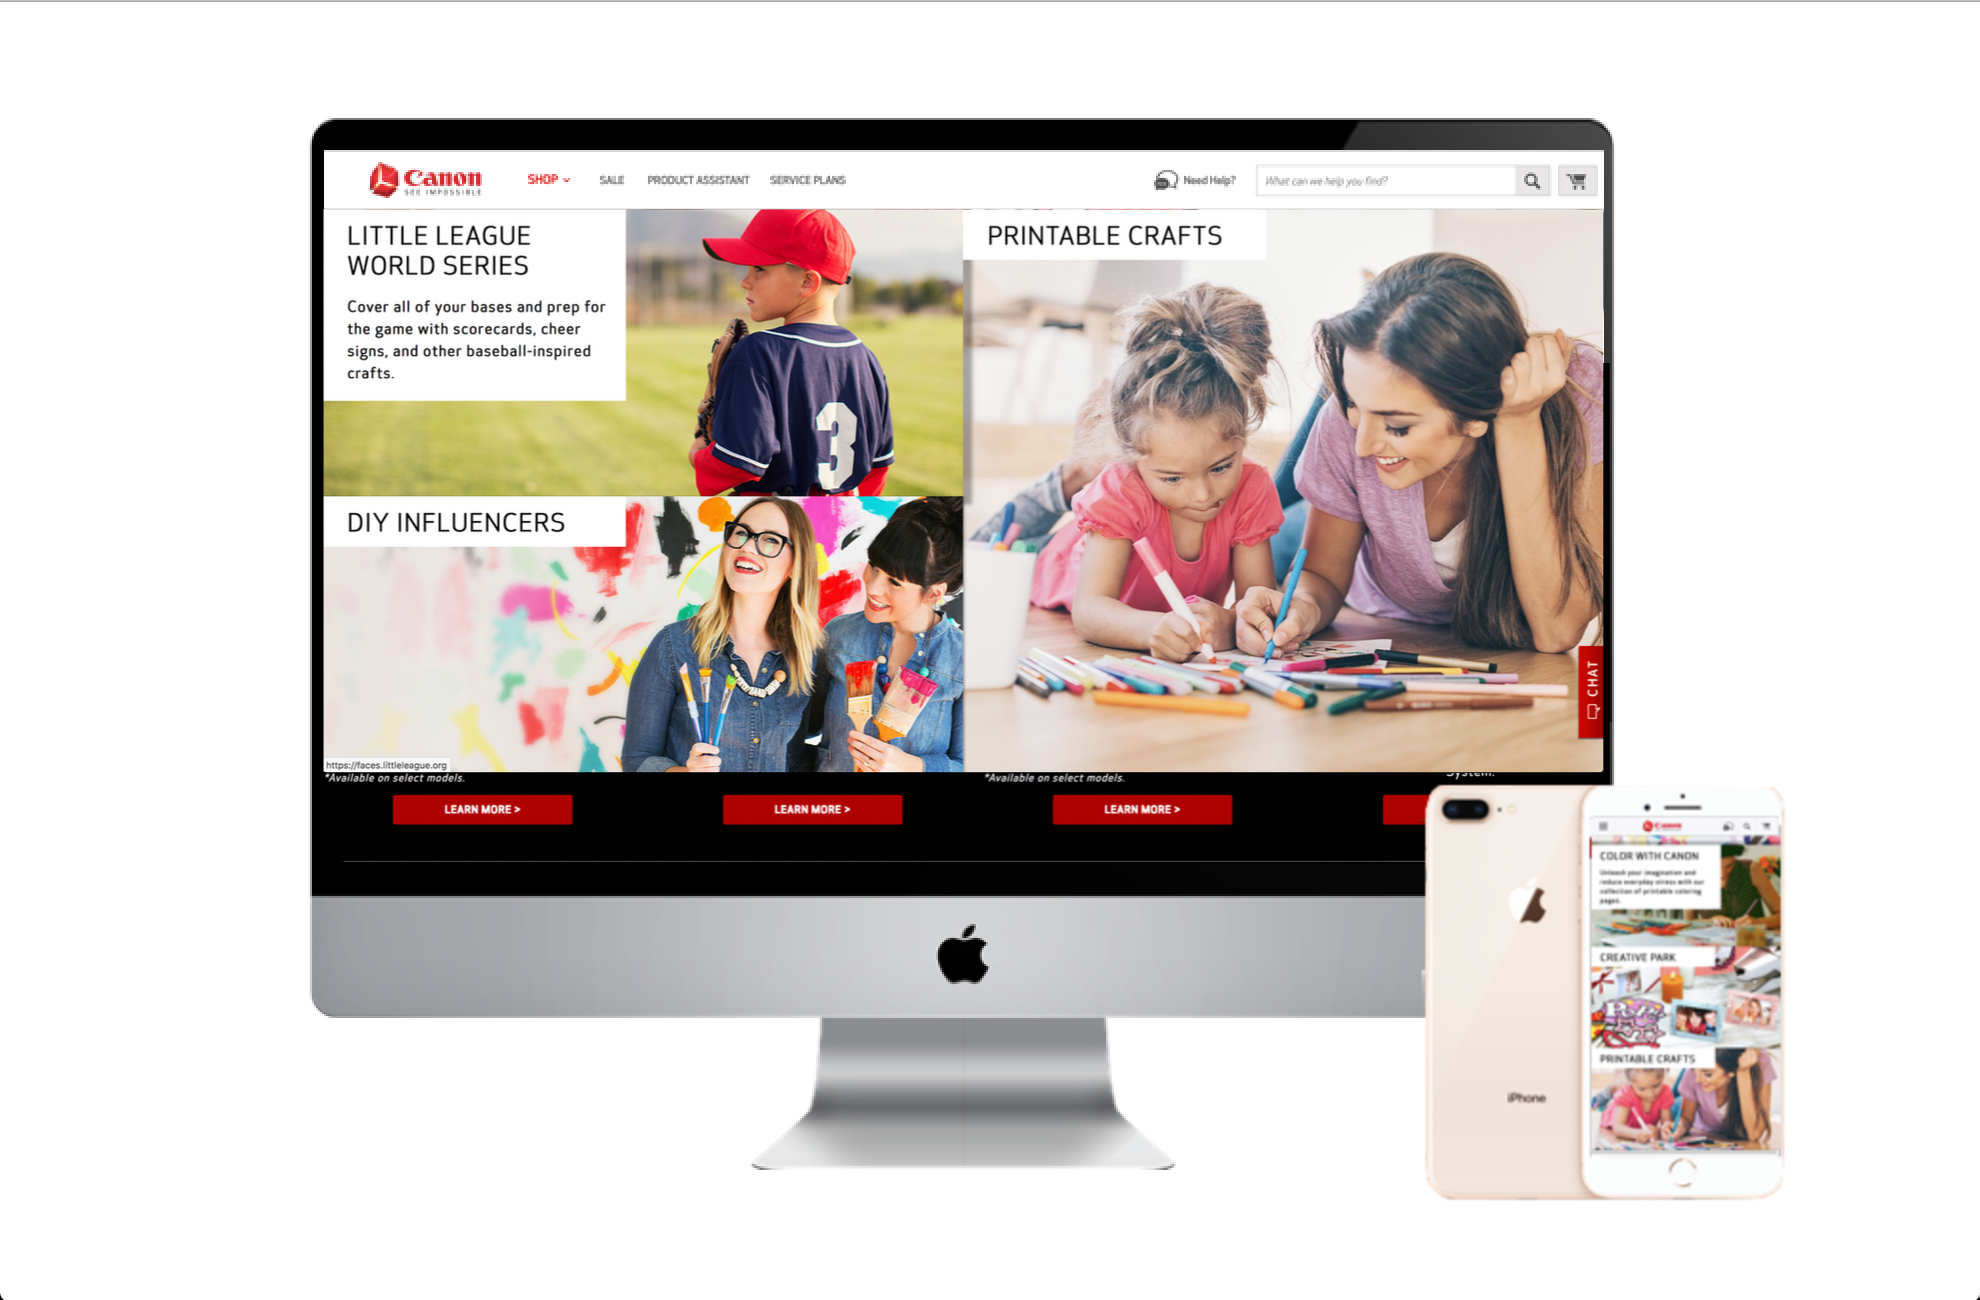 Canon
SEE IMPOSSIBLE
SHOP
SALE
PRODUCT ASSISTANT
SERVICE PLANS
Need Help?
What can we help you find?
LITTLE LEAGUE
WORLD SERIES
Cover all of your bases and prep for
the game with scorecards, cheer
signs, and other baseball-inspired
crafts.
3
PRINTABLE CRAFTS
DIY INFLUENCERS
CHAT
https://faces.littleleague.org
*Available on select models.
*Available on select models.
System.
LEARN MORE >
LEARN MORE >
LEARN MORE >
iPhone
Canon
COLOR WITH CANON
Unleash your imagination and
reduce everyday stress with our
collection of printable coloring
pages.
CREATIVE PARK
PRINTABLE CRAFTS